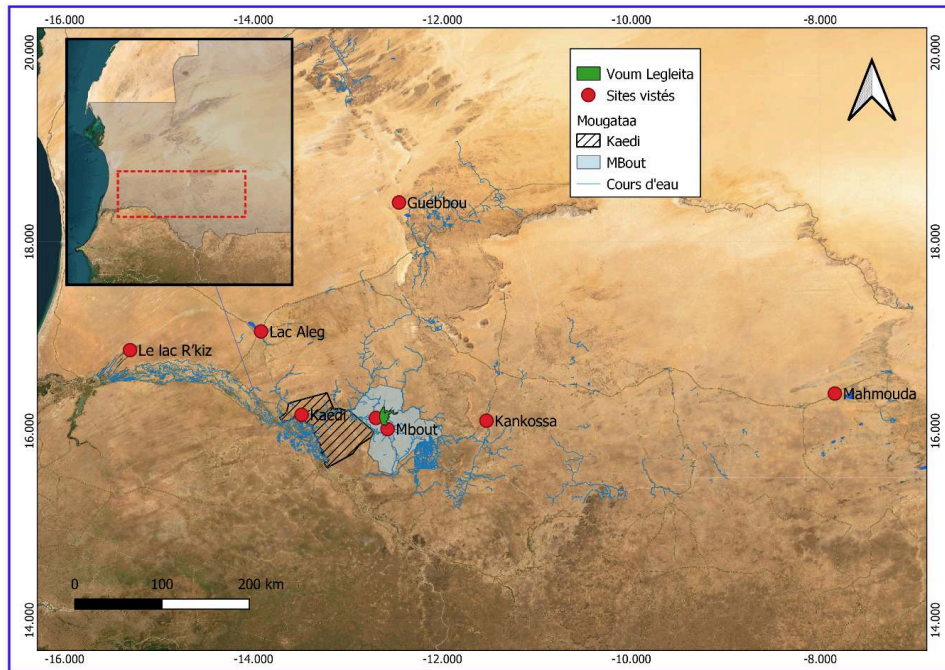 -16.000
-14.000
-12.000
-10.000
-8.000
20.000
20.000
Voum Legleita
Sites vistés
Mougataa
Kaedi
MBout
Cours d'eau
Guebbou
18.000
18.000
Lac Aleg
Le lac R'kiz
Mahmouda
Kaedi
Mbout
Kankossa
16.000
16.000
0 100 200 km
14.000
14.000
-16.000
-14.000
-12.000
-10.000
-8.000